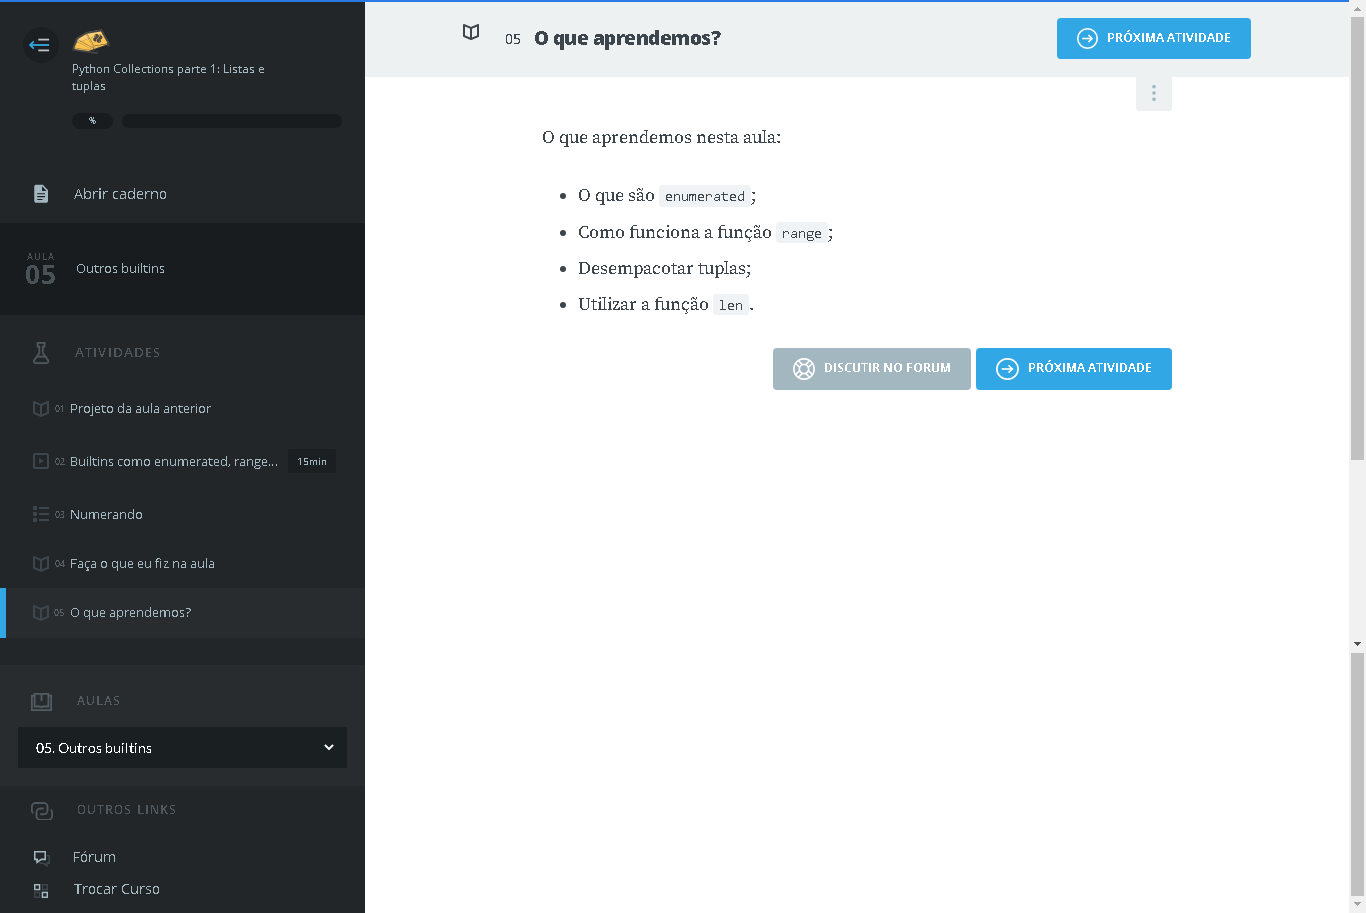 Python Collections parte 1: Listas e
tuplas
%
Abrir caderno
AULA
05
Outros builtins
ATIVIDADES
01 Projeto da aula anterior
02 Builtins como enumerated, range... 15min
03 Numerando
04 Faça o que eu fiz na aula
05 O que aprendemos?
AULAS
05. Outros builtins
OUTROS LINKS
Fórum
Trocar Curso
05 O que aprendemos?
PRÓXIMA ATIVIDADE
O que aprendemos nesta aula:
• O que são enumerated;
• Como funciona a função range;
• Desempacotar tuplas;
• Utilizar a função len.
DISCUTIR NO FORUM
PRÓXIMA ATIVIDADE